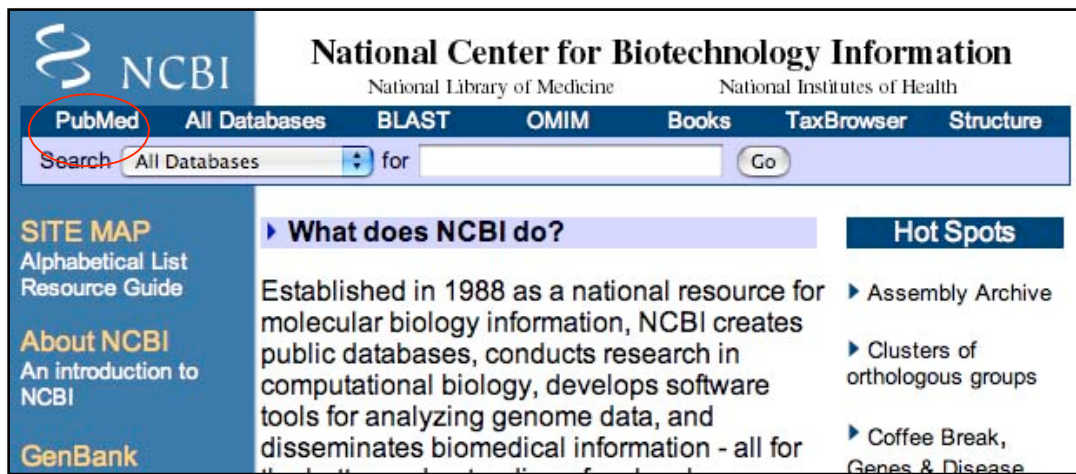 NCBI
National Center for Biotechnology Information
National Library of Medicine National Institutes of Health
PubMed All Databases BLAST OMIM Books TaxBrowser Structure
Search All Databases for Go
SITE MAP
Alphabetical List
Resource Guide
About NCBI
An introduction to
NCBI
GenBank
What does NCBI do?
Established in 1988 as a national resource for
molecular biology information, NCBI creates
public databases, conducts research in
computational biology, develops software
tools for analyzing genome data, and
disseminates biomedical information - all for
Hot Spots
Assembly Archive
Clusters of
orthologous groups
Coffee Break,
Genes & Disease